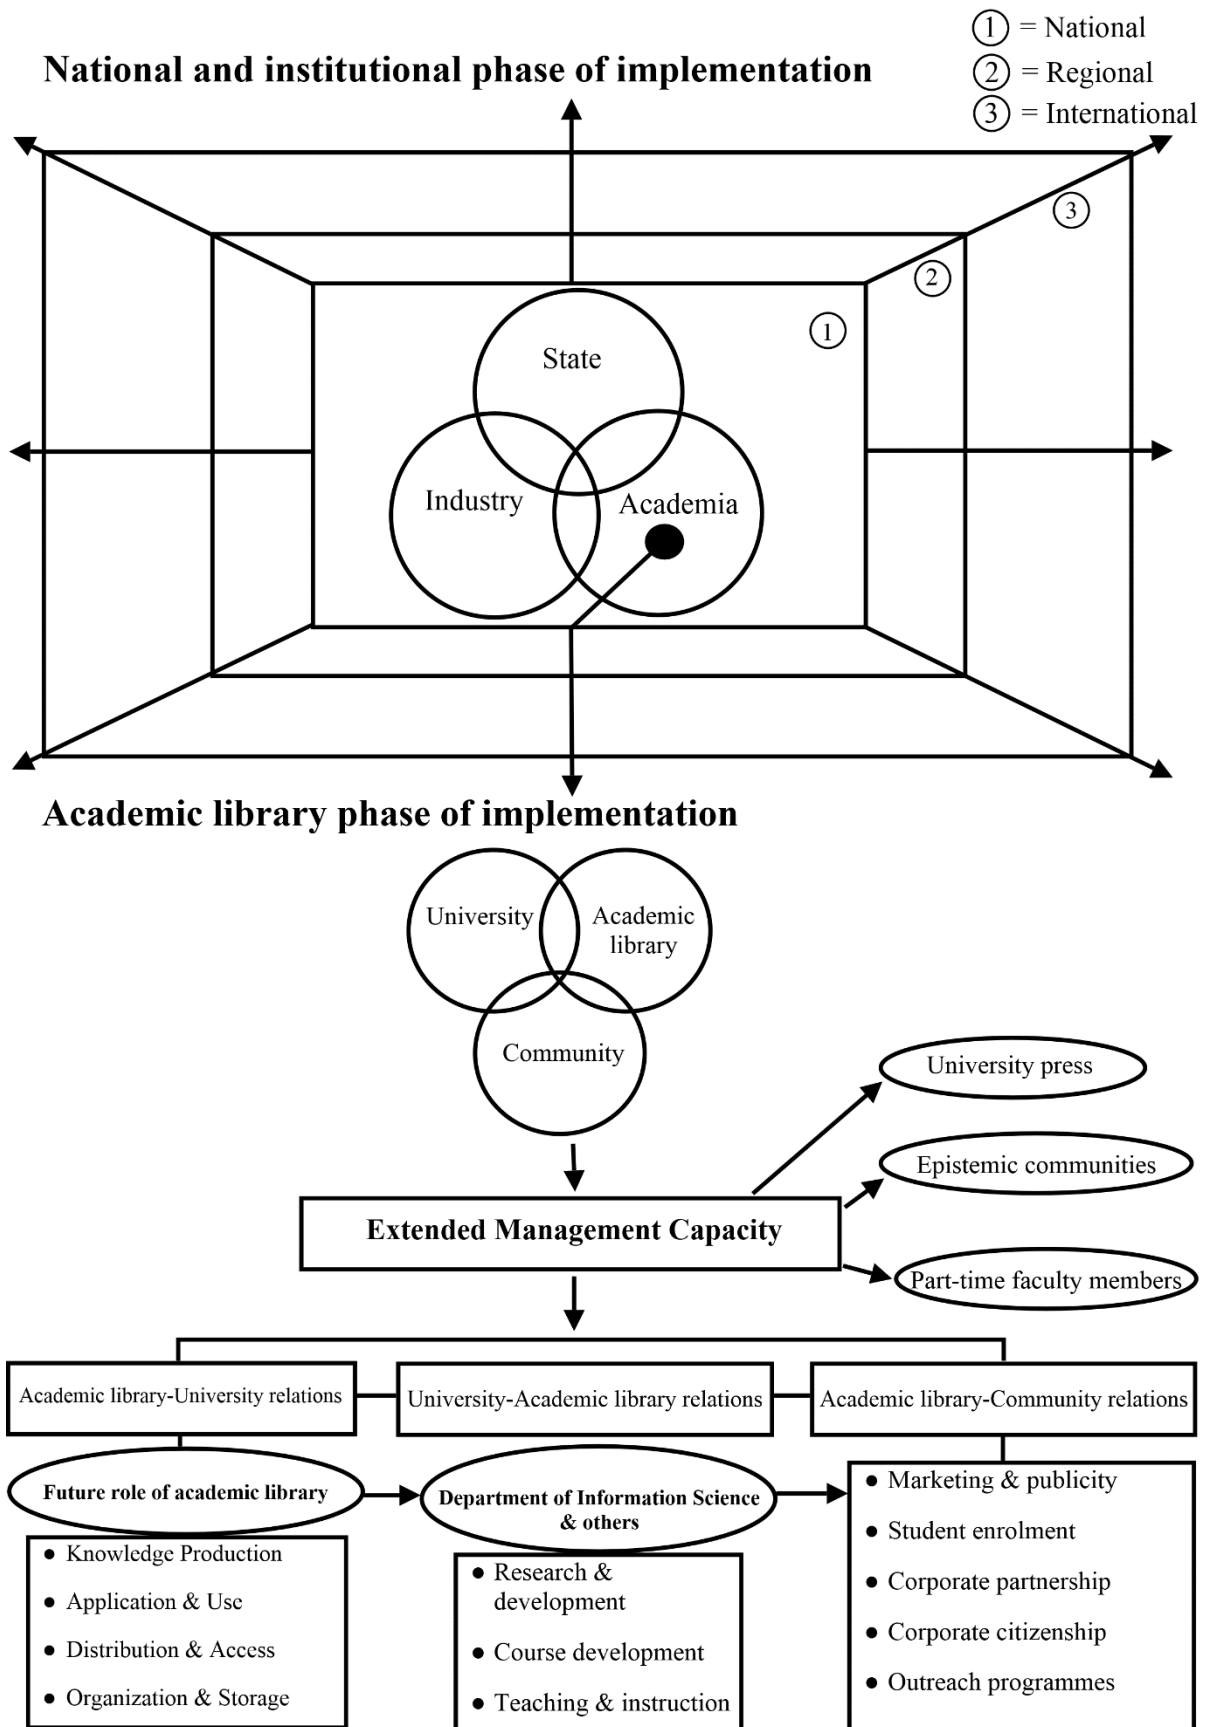 ① = National
National and institutional phase of implementation
② = Regional
③ = International
③
②
①
State
Industry
Academia
Academic library phase of implementation
University
Academic
library
Community
University press
Epistemic communities
Extended Management Capacity
Part-time faculty members
Academic library-University relations
University-Academic library relations
Academic library-Community relations
Future role of academic library
Department of Information Science
& others
● Knowledge Production
● Application & Use
● Distribution & Access
● Organization & Storage
● Research &
development
● Course development
● Teaching & instruction
● Marketing & publicity
● Student enrolment
● Corporate partnership
● Corporate citizenship
● Outreach programmes